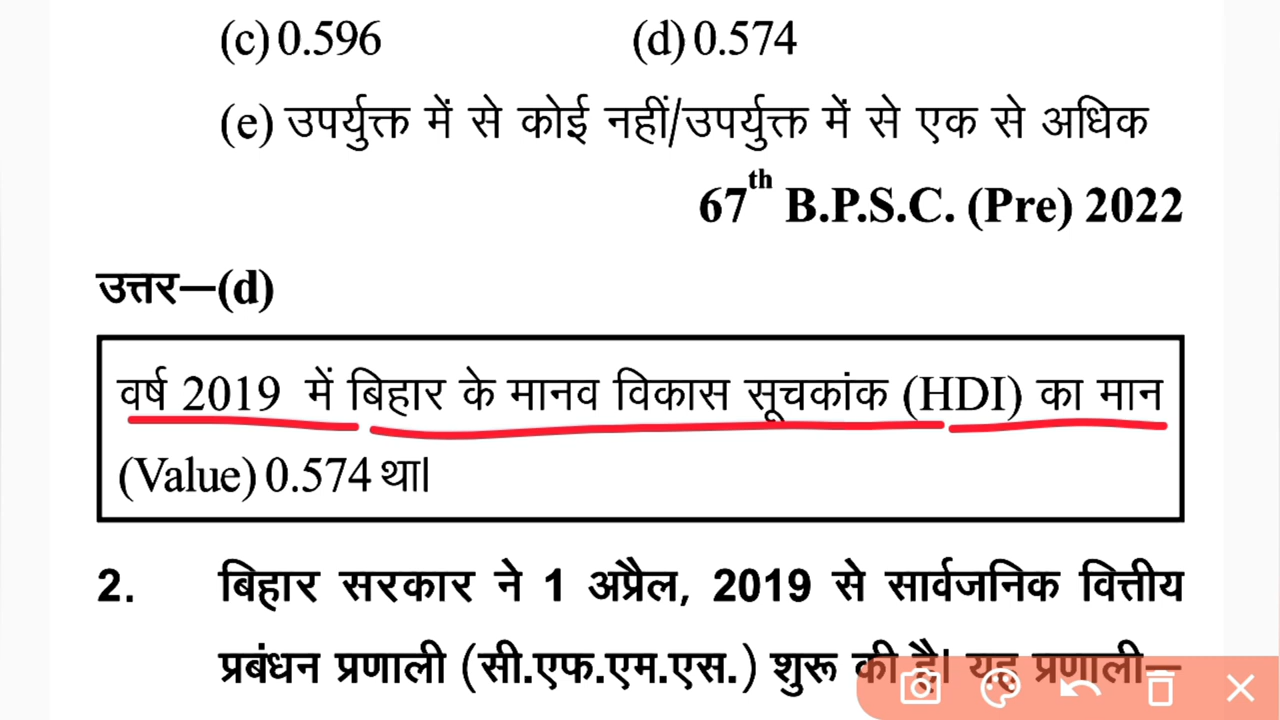 (c) 0.596 (d) 0.574
(e) उपर्युक्त में से कोई नहीं/उपर्युक्त में से एक से अधिक
67th B.P.S.C. (Pre) 2022
उत्तर—(d)
वर्ष 2019 में बिहार के मानव विकास सूचकांक (HDI) का मान
(Value) 0.574 था।
2. बिहार सरकार ने 1 अप्रैल, 2019 से सार्वजनिक वित्तीय
प्रबंधन प्रणाली (सी.एफ.एम.एस.) शुरू की है। यह प्रणाली—